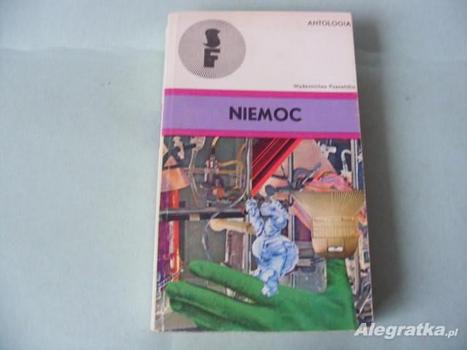 SF
ANTOLOGIA
Wydawnictwo Poznańskie
NIEMOC
Alegratka.pl